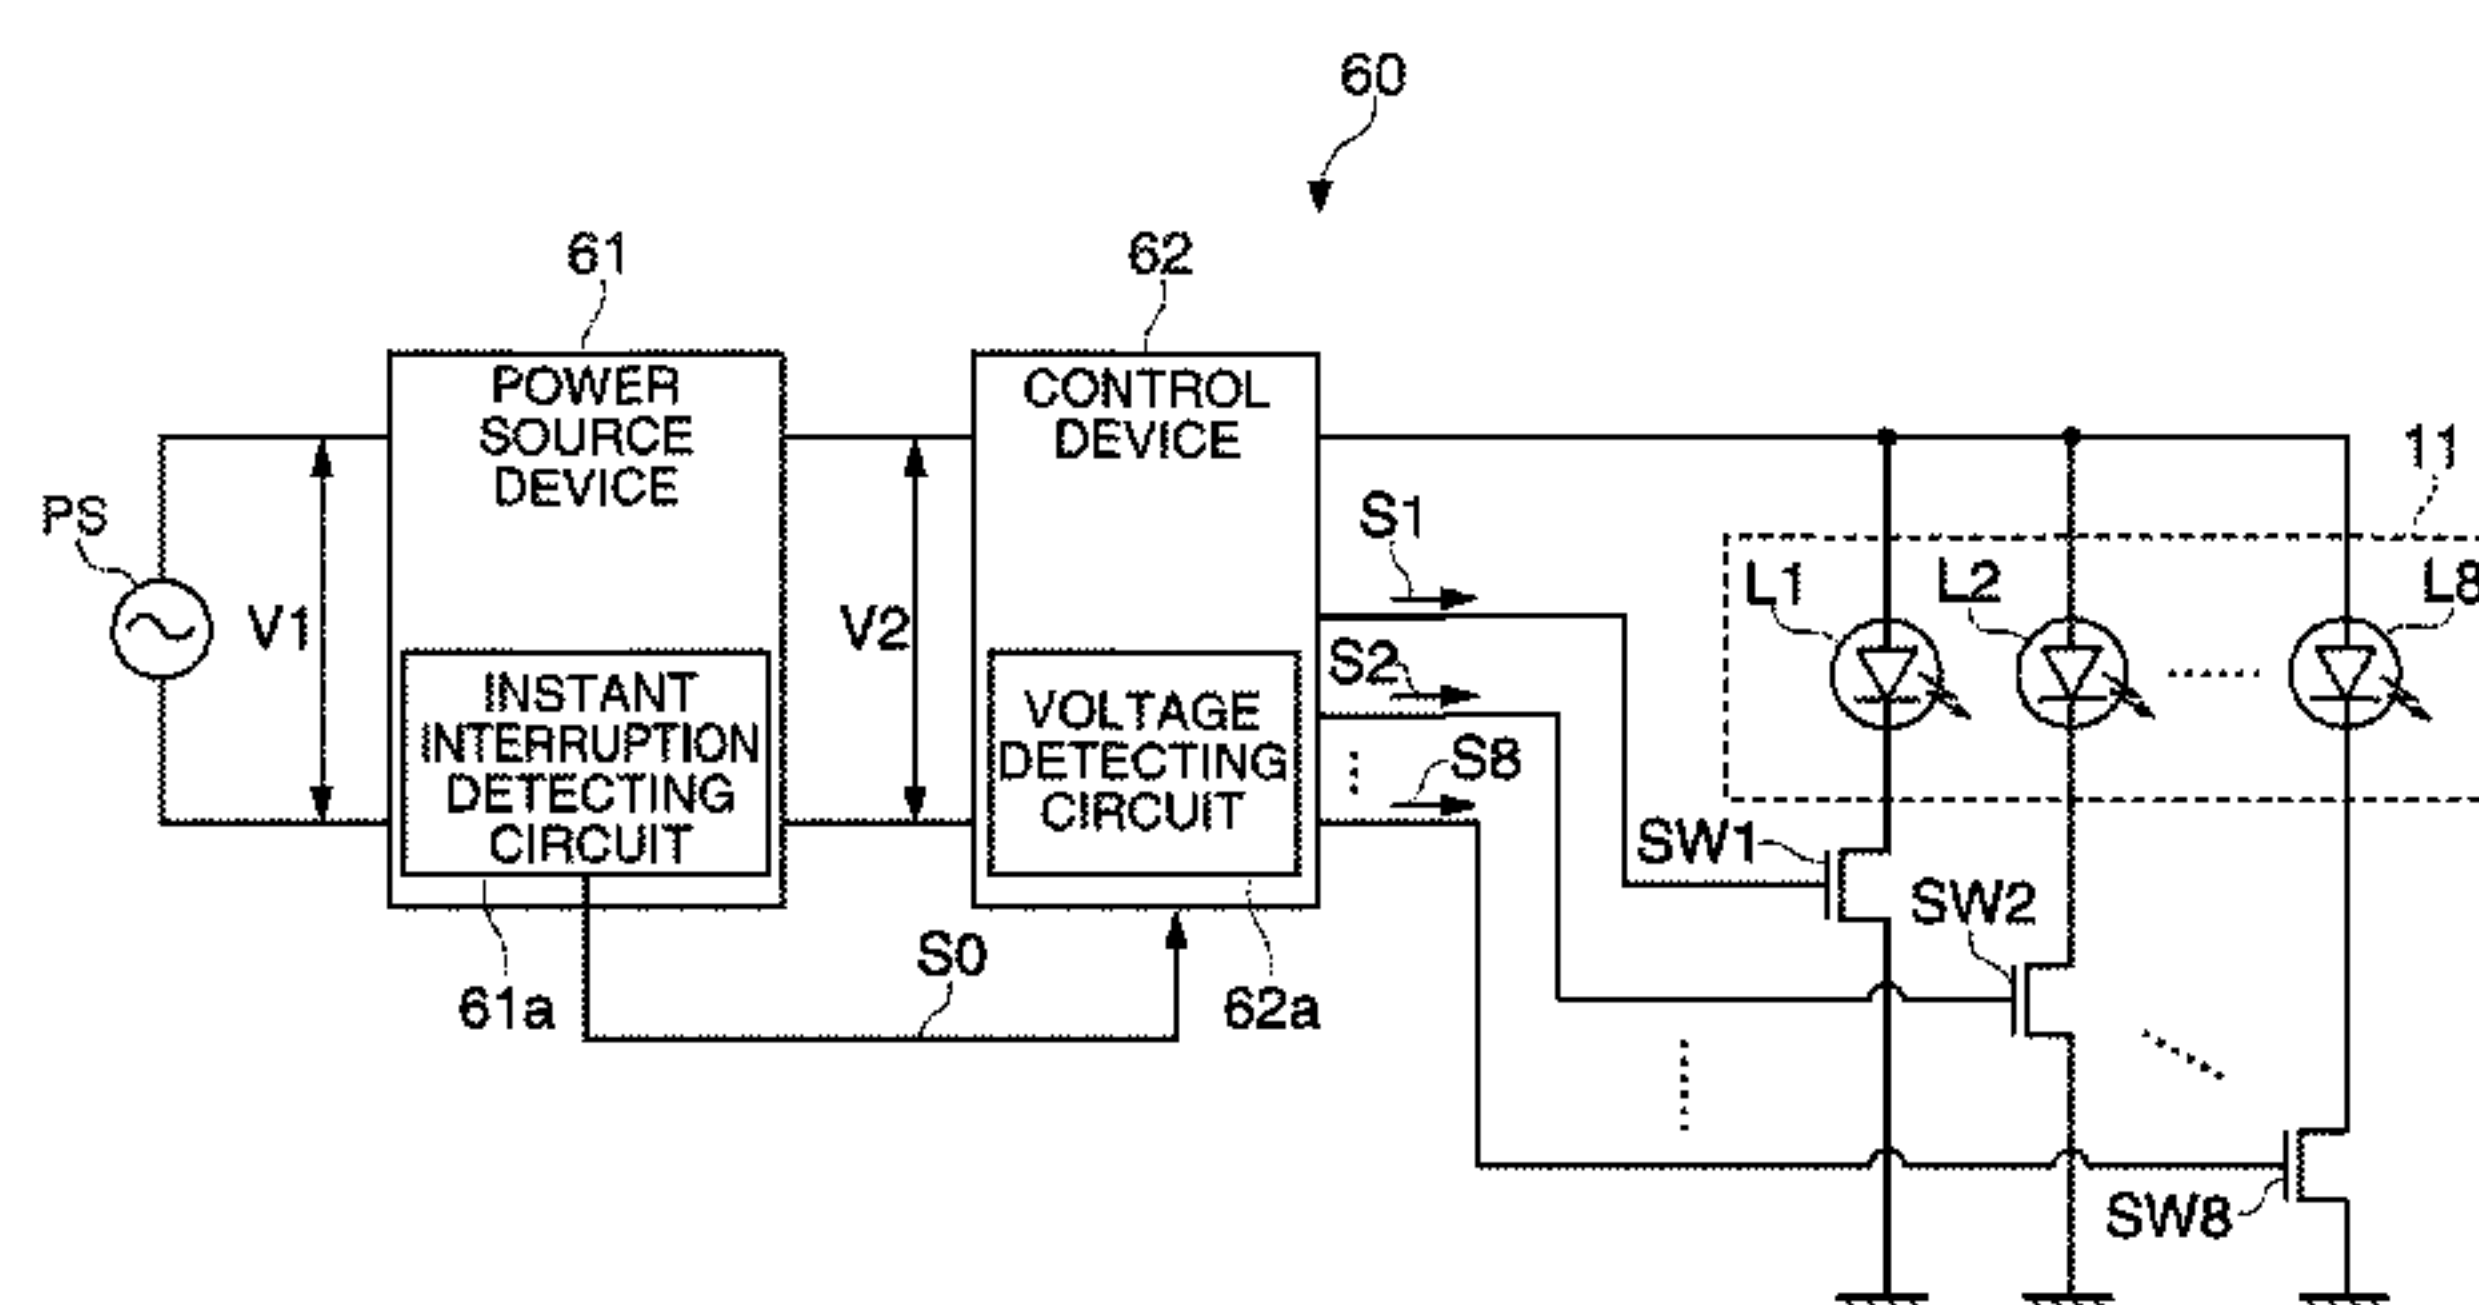 60
61
62
POWER
SOURCE
DEVICE
CONTROL
DEVICE
11
PS
S1
V1
V2
L1
L2
L8
S2
INSTANT
INTERRUPTION
DETECTING
CIRCUIT
VOLTAGE
DETECTING
CIRCUIT
S8
SW1
SW2
S0
61a
62a
SW8